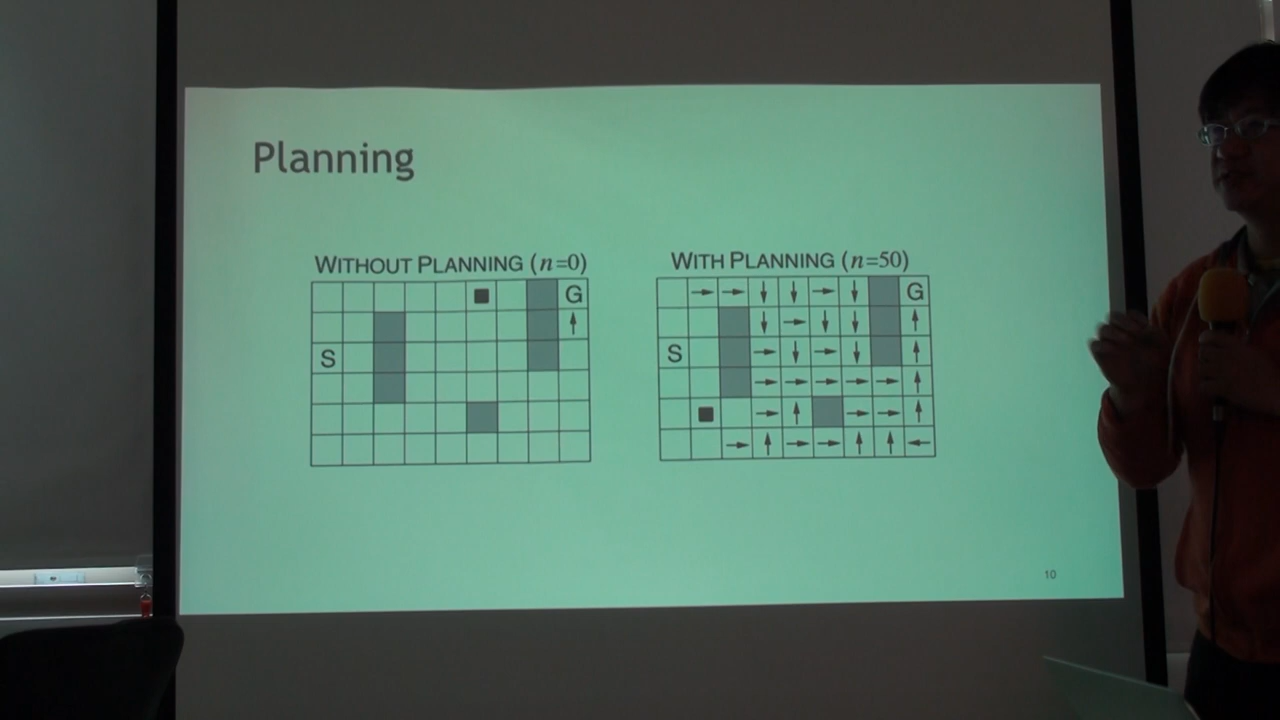 Planning
WITHOUT PLANNING (n=0)
WITH PLANNING (n=50)
G
S
G
S
10